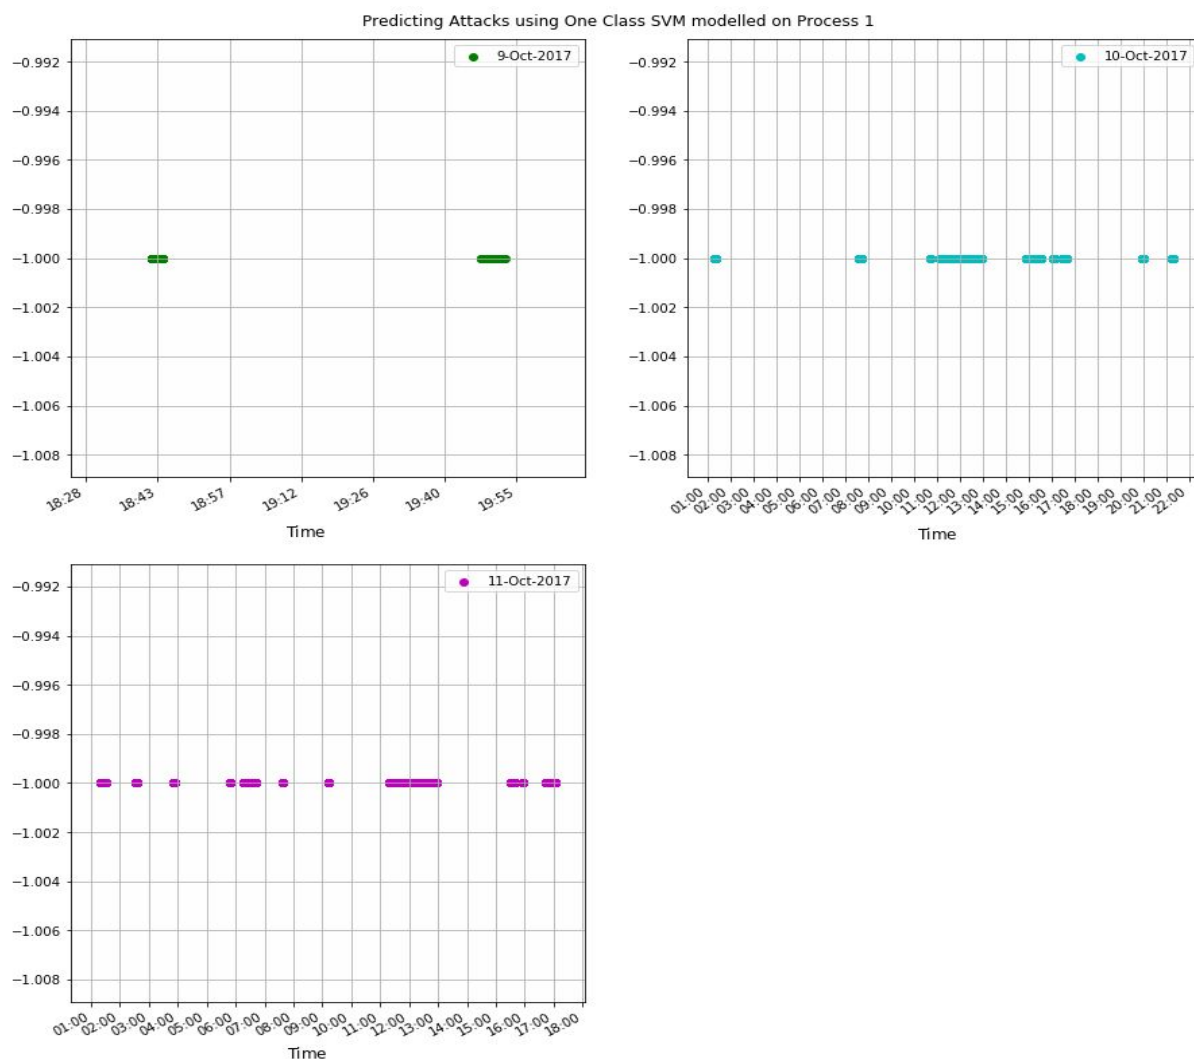 Predicting Attacks using One Class SVM modelled on Process 1
9-Oct-2017
−0.992
−0.994
−0.996
−0.998
−1.000
−1.002
−1.004
−1.006
−1.008
18:28 18:43 18:57 19:12 19:26 19:40 19:55
Time
10-Oct-2017
−0.992
−0.994
−0.996
−0.998
−1.000
−1.002
−1.004
−1.006
−1.008
01:00 02:00 03:00 04:00 05:00 06:00 07:00 08:00 09:00 10:00 11:00 12:00 13:00 14:00 15:00 16:00 17:00 18:00 19:00 20:00 21:00 22:00
Time
11-Oct-2017
−0.992
−0.994
−0.996
−0.998
−1.000
−1.002
−1.004
−1.006
−1.008
01:00 02:00 03:00 04:00 05:00 06:00 07:00 08:00 09:00 10:00 11:00 12:00 13:00 14:00 15:00 16:00 17:00 18:00
Time